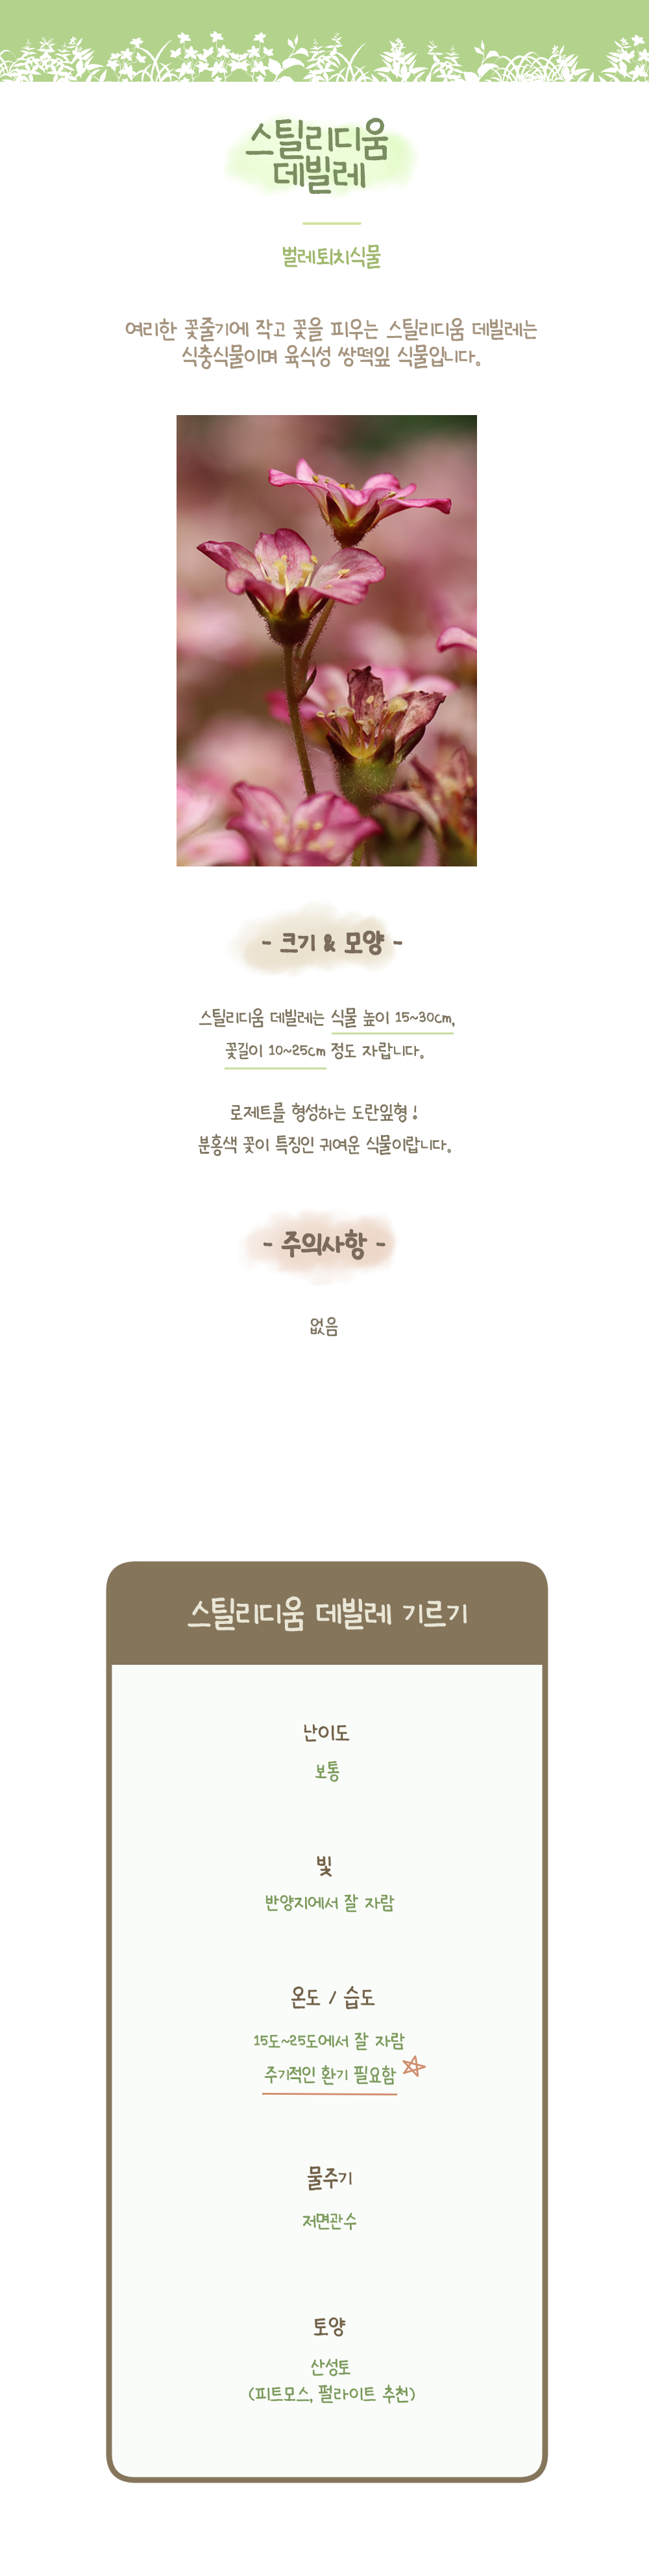 스틸리디움
데빌레
벌레퇴치식물
여리한 꽃줄기에 작고 꽃을 피우는 스틸리디움 데빌레는
식충식물이며 육식성 쌍떡잎 식물입니다.
- 크기 & 모양 -
스틸리디움 데빌레는 식물 높이 15~30cm,
꽃길이 10~25cm 정도 자랍니다.
로제트를 형성하는 도란잎형!
분홍색 꽃이 특징인 귀여운 식물이랍니다.
- 주의사항 -
없음
스틸리디움 데빌레 기르기
난이도
보통
빛
반양지에서 잘 자람
온도 / 습도
15도~25도에서 잘 자람
주기적인 환기 필요함
물주기
저면관수
토양
산성토
(피트모스, 펄라이트 추천)